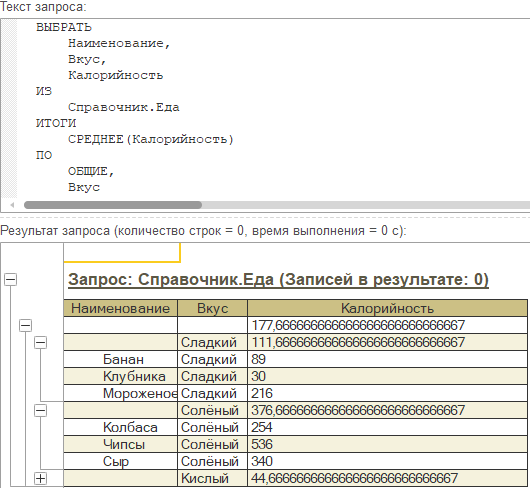 Текст запроса:
ВЫБРАТЬ
Наименование,
Вкус,
Калорийность
ИЗ
Справочник.Еда
ИТОГИ
СРЕДНЕЕ(Калорийность)
ПО
ОБЩИЕ,
Вкус
Результат запроса (количество строк = 0, время выполнения = 0 с):
Запрос: Справочник.Еда (Записей в результате: 0)
Наименование Вкус Калорийность
177,666666666666666666666666667
Сладкий 111,666666666666666666666666667
Банан Сладкий 89
Клубника Сладкий 30
Мороженое Сладкий 216
Солёный 376,666666666666666666666666667
Колбаса Солёный 254
Чипсы Солёный 536
Сыр Солёный 340
Кислый 44,666666666666666666666666667